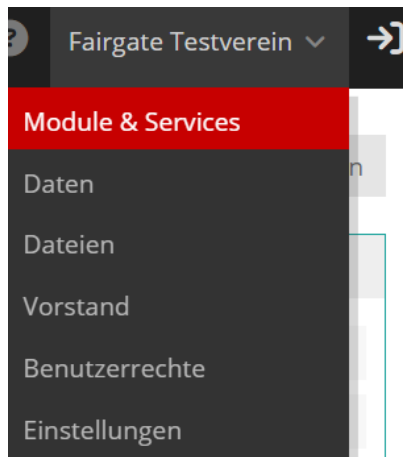 Fairgate Testverein
Module & Services
n
Daten
Dateien
Vorstand
Benutzerrechte
Einstellungen